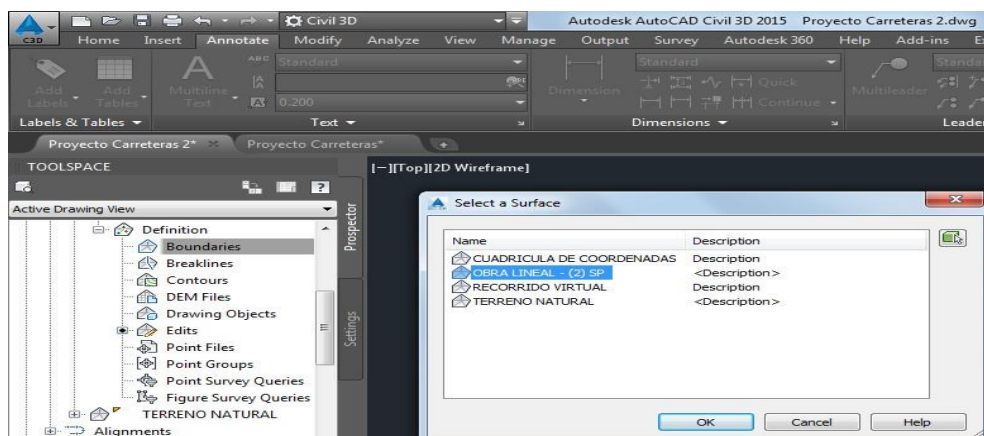 Civil 3D
Autodesk AutoCAD Civil 3D 2015 Proyecto Carreteras 2.dwg
C3D
Home Insert Annotate Modify Analyze View Manage Output Survey Autodesk 360 Help Add-ins
Add Labels
Add Tables
Multiline Text
ABC
Standard
0.200
Dimension
Standard
Quick
Continue
Multileader
Labels & Tables
Text
Dimensions
Proyecto Carreteras 2*
Proyecto Carreteras*
TOOLSPACE
[−][Top][2D Wireframe]
Active Drawing View
Prospector
Settings
Definition
Boundaries
Breaklines
Contours
DEM Files
Drawing Objects
Edits
Point Files
Point Groups
Point Survey Queries
Figure Survey Queries
TERRENO NATURAL
Alignments
Select a Surface
Name Description
CUADRICULA DE COORDENADAS Description
OBRA LINEAL - (2) SP <Description>
RECORRIDO VIRTUAL Description
TERRENO NATURAL <Description>
OK Cancel Help